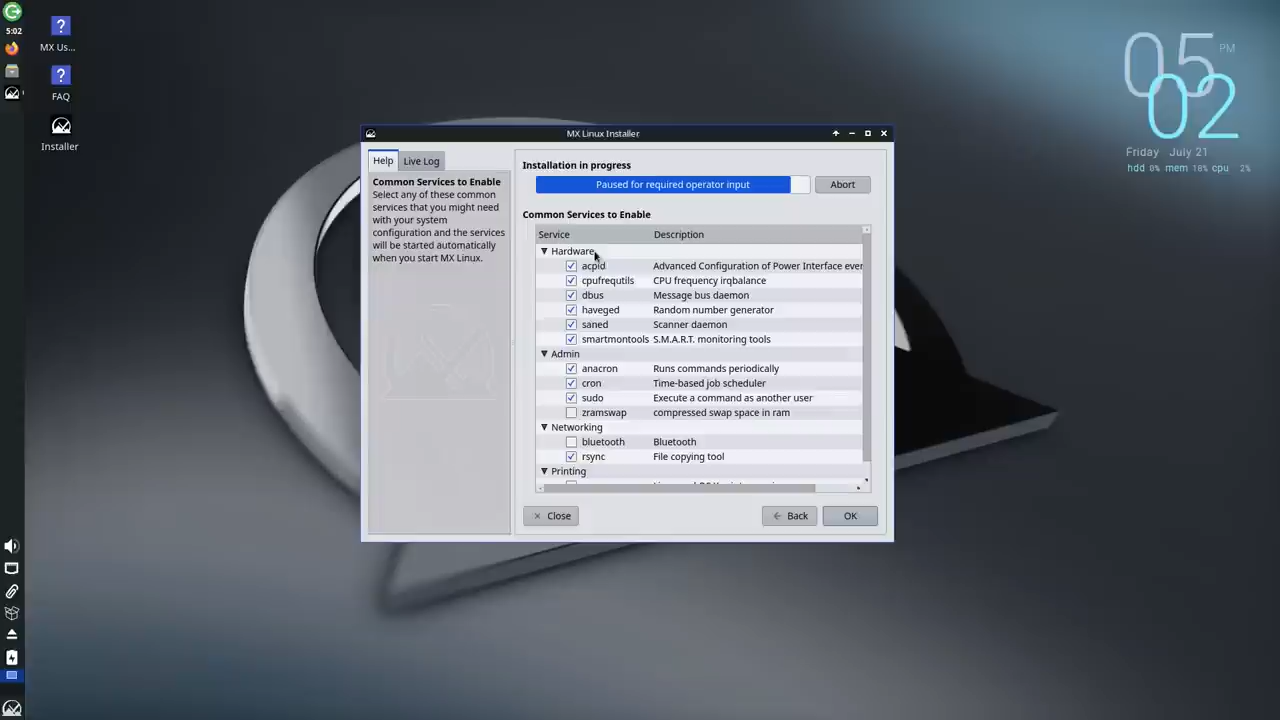 5:02
MX Us...
FAQ
Installer
05 PM
02
Friday July 21
hdd 0% mem 18% cpu 2%
MX Linux Installer
Help
Live Log
Common Services to Enable
Select any of these common
services that you might need
with your system
configuration and the services
will be started automatically
when you start MX Linux.
Installation in progress
Paused for required operator input
Abort
Common Services to Enable
Service Description
Hardware
acpid Advanced Configuration of Power Interface ever
cpufrequtils CPU frequency irqbalance
dbus Message bus daemon
haveged Random number generator
saned Scanner daemon
smartmontools S.M.A.R.T. monitoring tools
Admin
anacron Runs commands periodically
cron Time-based job scheduler
sudo Execute a command as another user
zramswap compressed swap space in ram
Networking
bluetooth Bluetooth
rsync File copying tool
Printing
Close
Back
OK